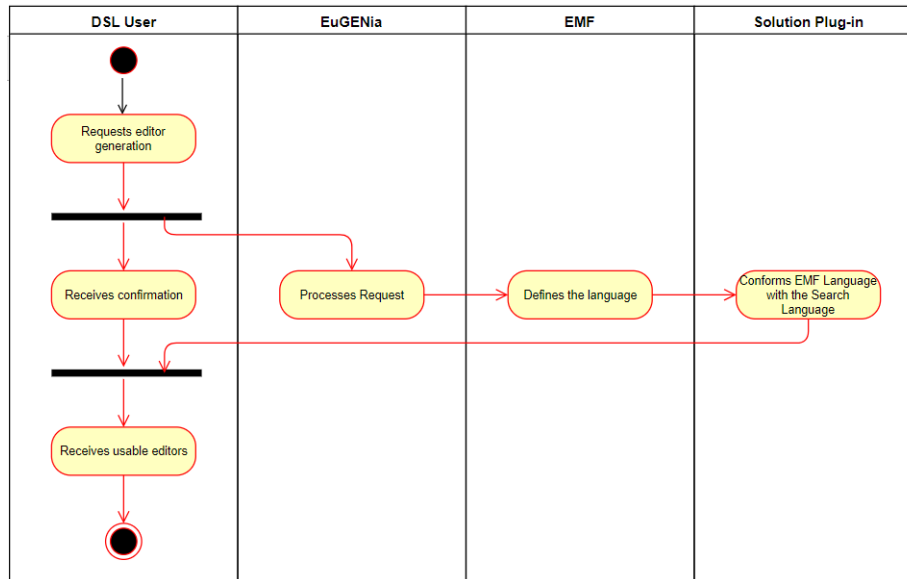 DSL User
EuGENia
EMF
Solution Plug-in
Requests editor
generation
Receives confirmation
Processes Request
Defines the language
Conforms EMF Language
with the Search
Language
Receives usable editors